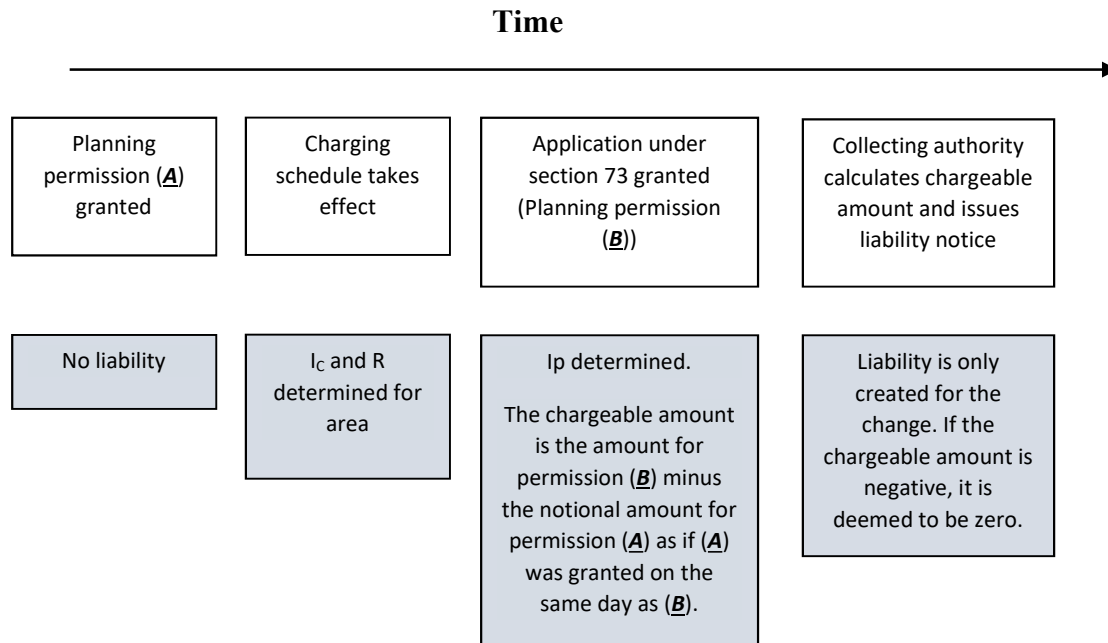 Time
Planning
permission (A)
granted
Charging
schedule takes
effect
Application under
section 73 granted
(Planning permission
(B))
Collecting authority
calculates chargeable
amount and issues
liability notice
No liability
IC and R
determined for
area
Ip determined.
The chargeable amount
is the amount for
permission (B) minus
the notional amount for
permission (A) as if (A)
was granted on the
same day as (B).
Liability is only
created for the
change. If the
chargeable amount is
negative, it is
deemed to be zero.